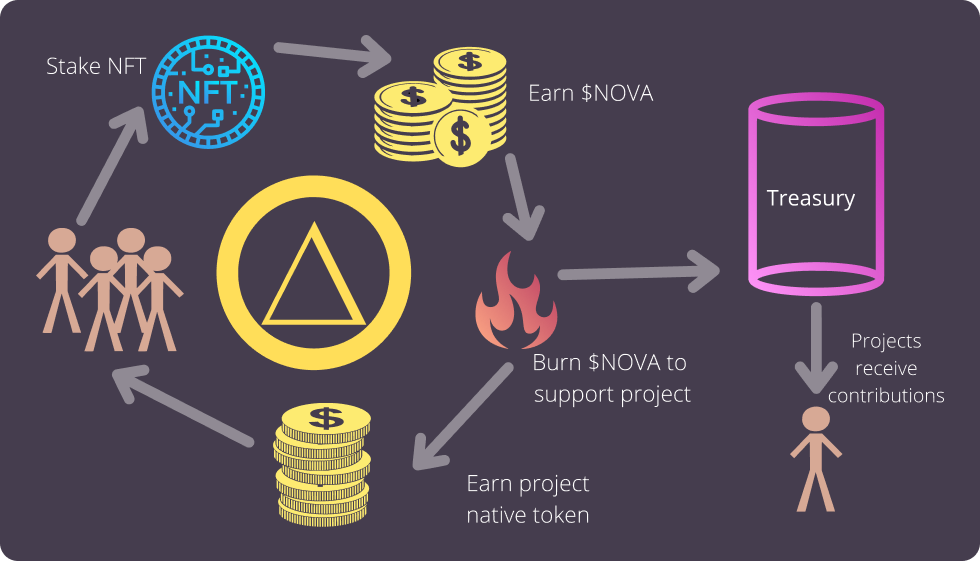 Stake NFT
NFT
Earn $NOVA
$
$
$
Treasury
Burn $NOVA to
support project
Projects
receive
contributions
$
Earn project
native token